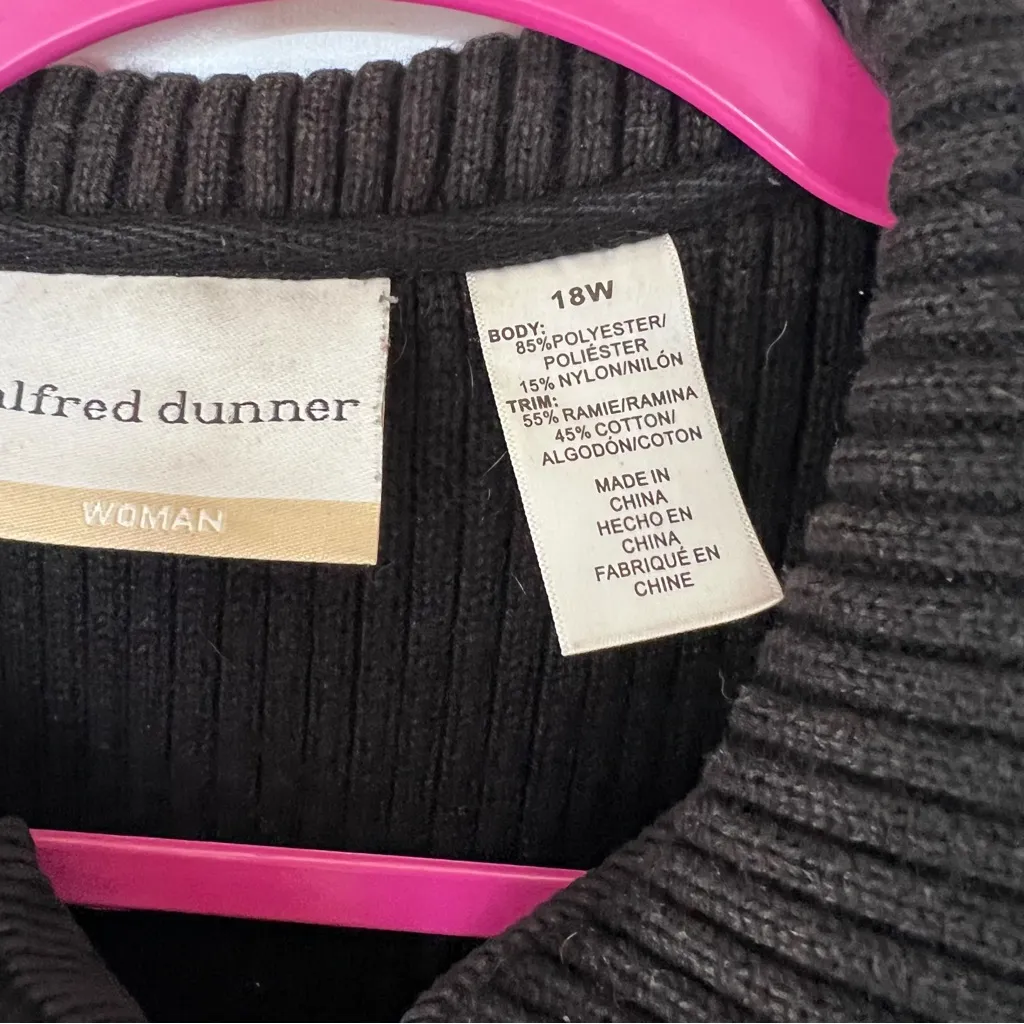 alfred dunner
WOMAN
18W
BODY:
85%POLYESTER/
POLIÉSTER
15% NYLON/NILÓN
TRIM:
55% RAMIE/RAMINA
45% COTTON/
ALGODÓN/COTON
MADE IN
CHINA
HECHO EN
CHINA
FABRIQUÉ EN
CHINE